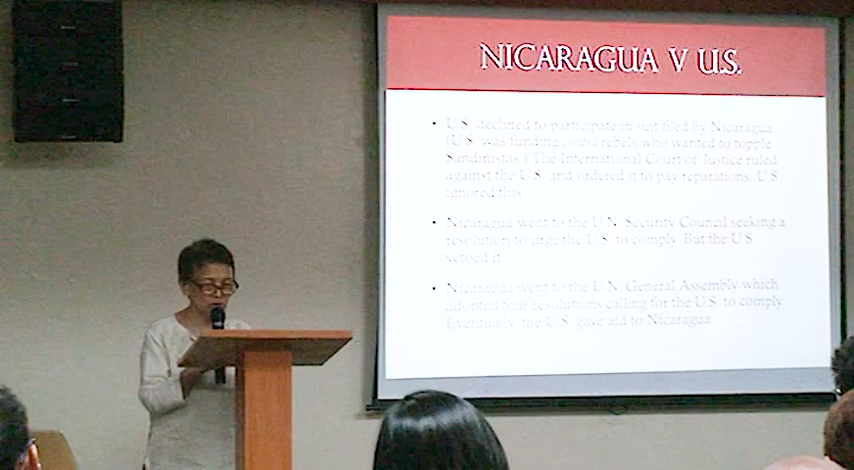 NICARAGUA V U.S.
• U.S. declined to participate in suit filed by Nicaragua
(U.S. was funding contra rebels who wanted to topple
Sandinistas.) The International Court of Justice ruled
against the U.S. and ordered it to pay reparations. U.S
ignored this.
• Nicaragua went to the U.N. Security Council seeking a
resolution to urge the U.S. to comply. But the U.S.
vetoed it.
• Nicaragua went to the U.N. General Assembly which
adopted four resolutions calling for the U.S. to comply.
Eventually, the U.S. gave aid to Nicaragua.